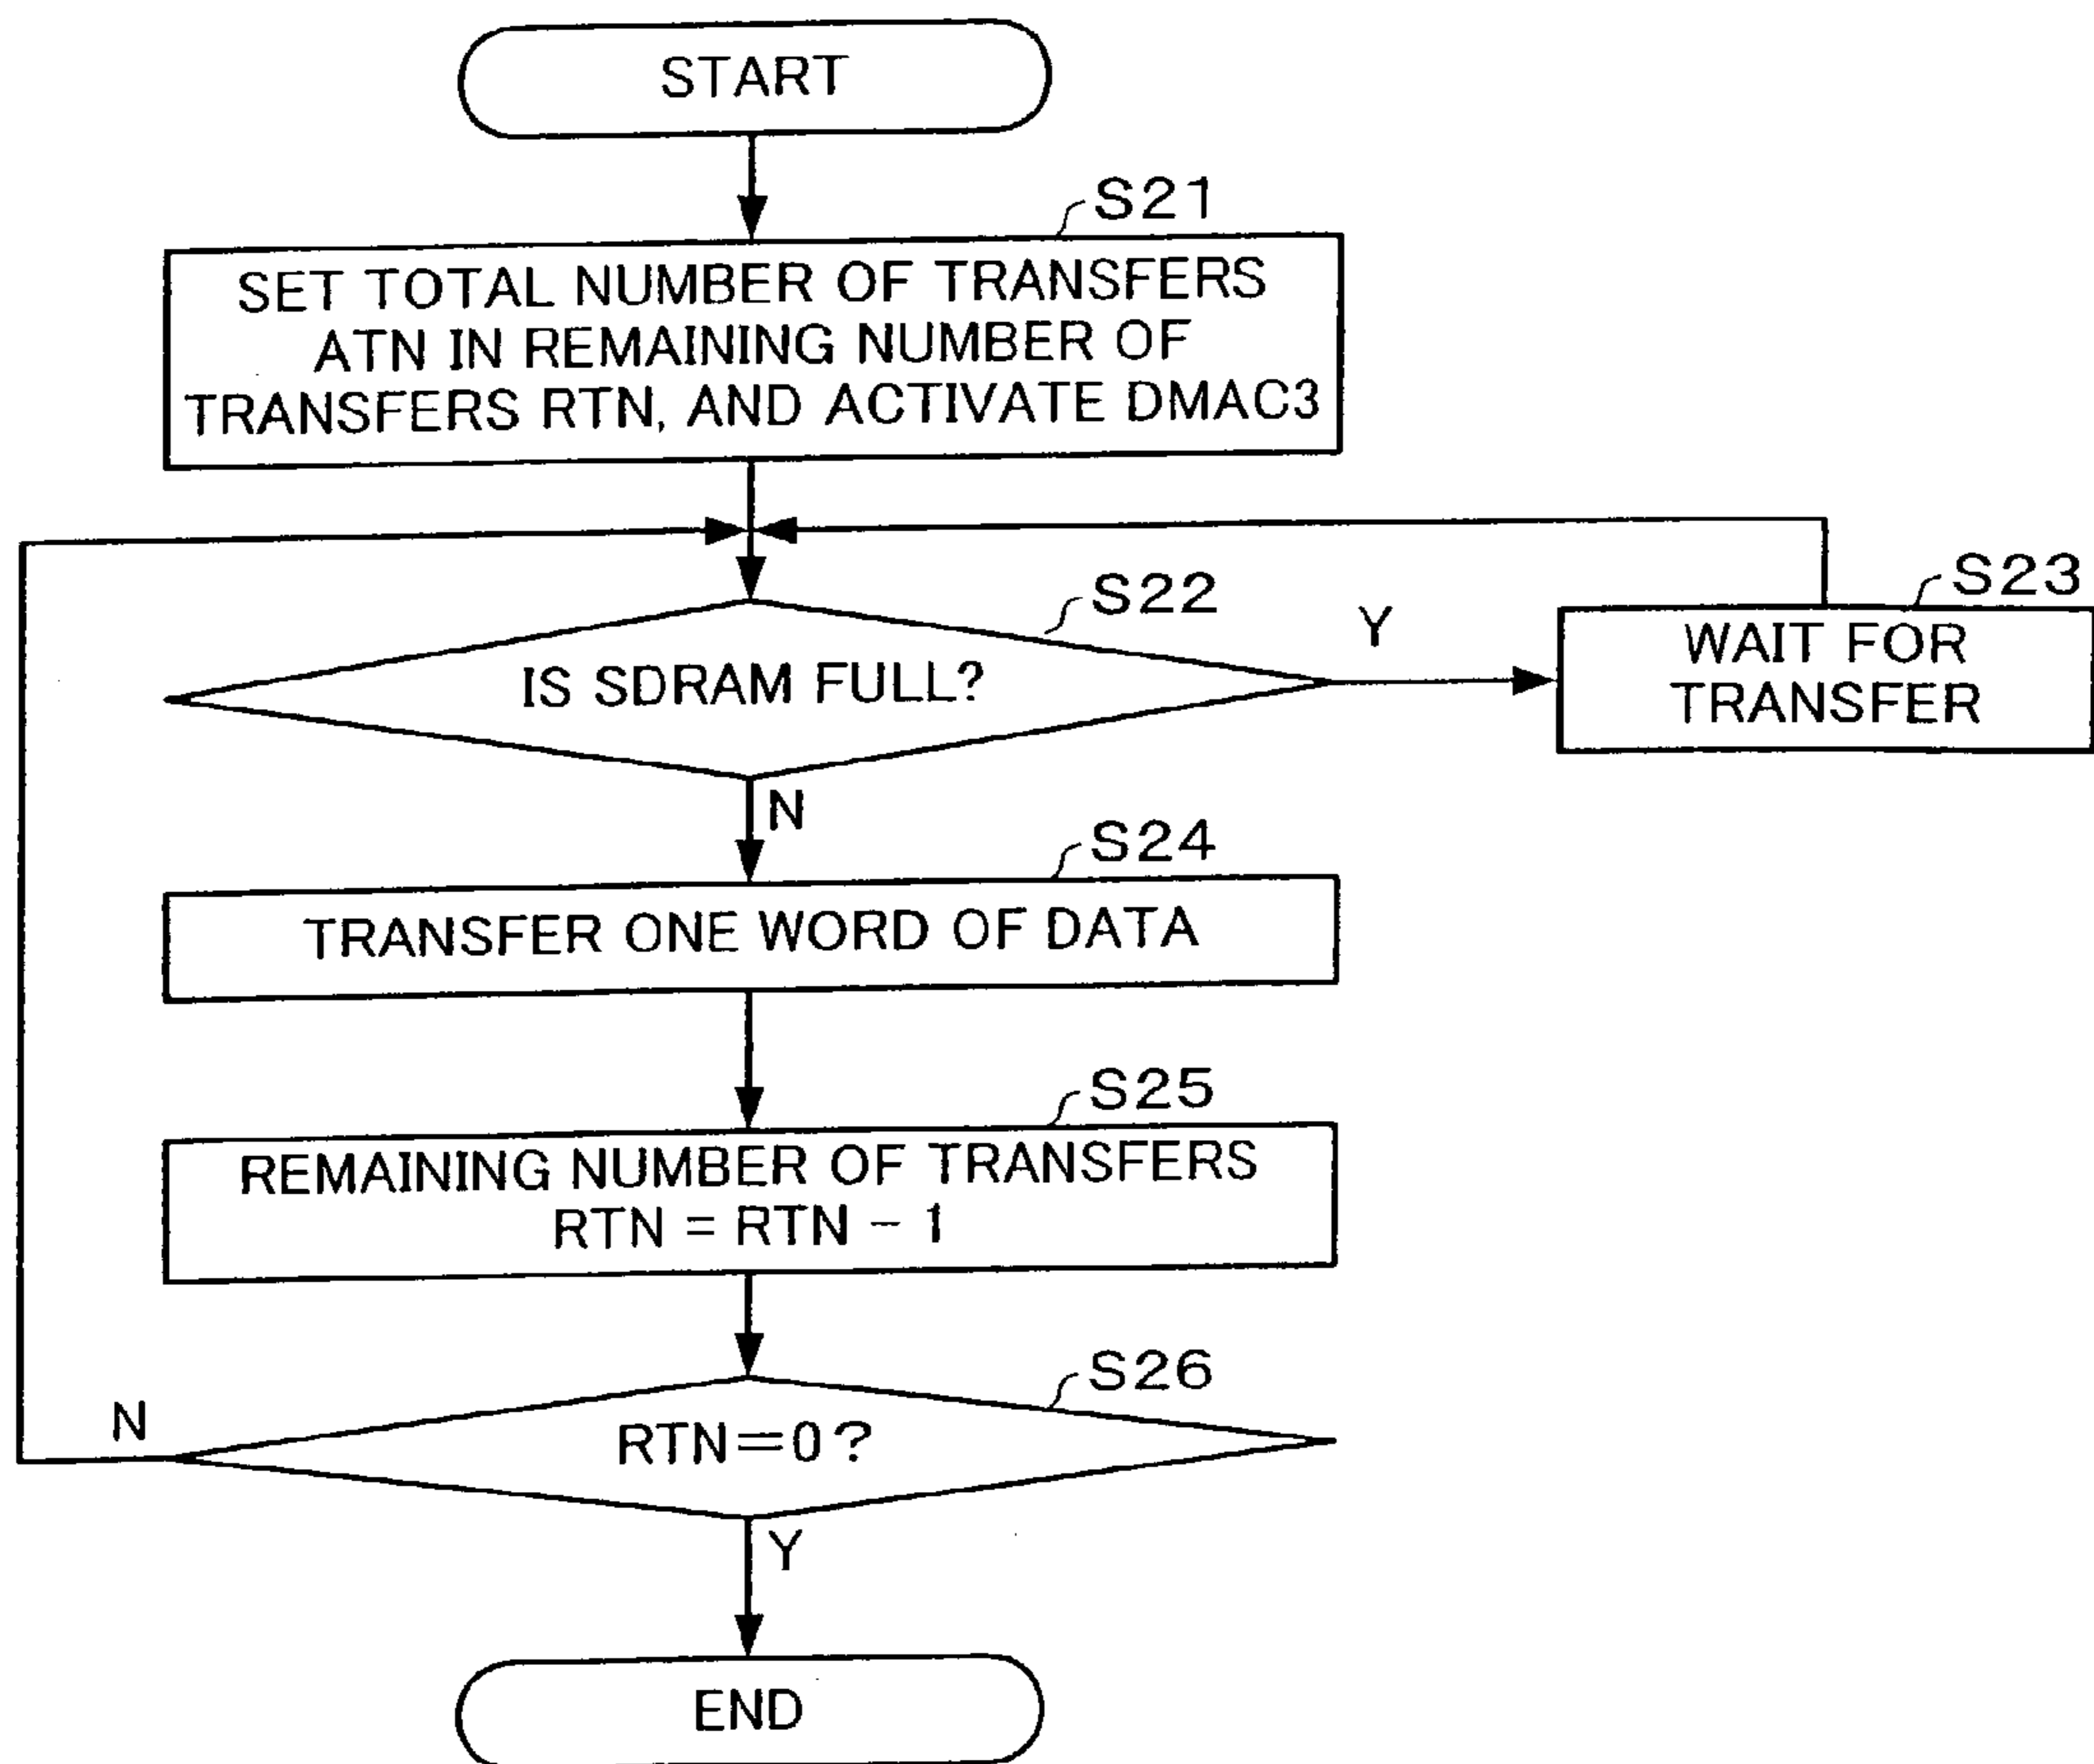 START
S21
SET TOTAL NUMBER OF TRANSFERS
ATN IN REMAINING NUMBER OF
TRANSFERS RTN, AND ACTIVATE DMAC3
S22
IS SDRAM FULL?
Y
S23
WAIT FOR
TRANSFER
N
S24
TRANSFER ONE WORD OF DATA
S25
REMAINING NUMBER OF TRANSFERS
RTN = RTN − 1
S26
RTN=0?
N
Y
END